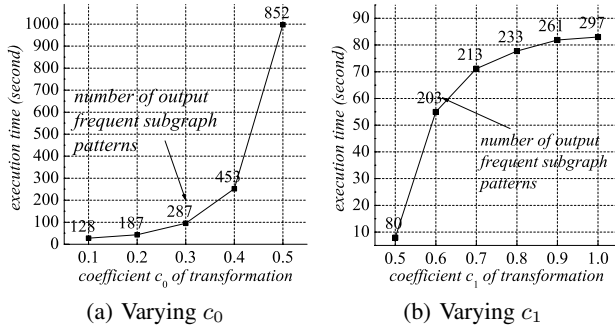 execution time (second)
1000
900
800
700
600
500
400
300
200
100
0
852
number of output
frequent subgraph
patterns
453
287
187
128
0.1 0.2 0.3 0.4 0.5
coefficient c0 of transformation
(a) Varying c0
execution time (second)
90
80
70
60
50
40
30
20
10
297
261
233
213
203
number of output
frequent subgraph
patterns
80
0.5 0.6 0.7 0.8 0.9 1.0
coefficient c1 of transformation
(b) Varying c1